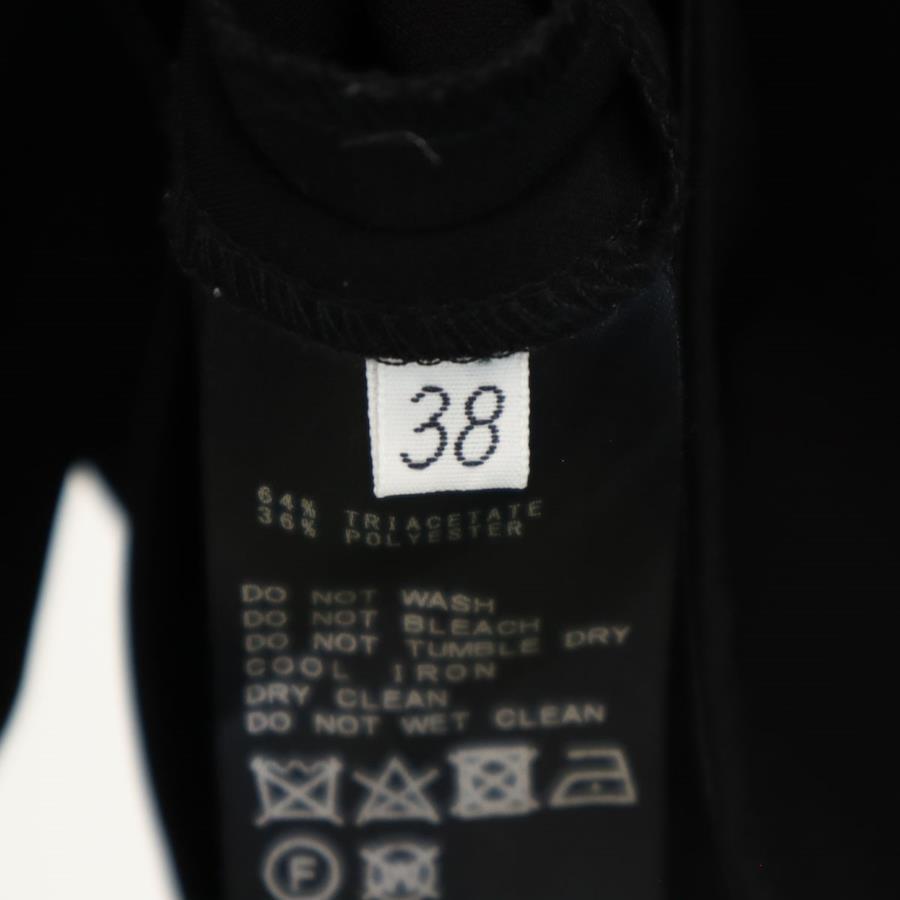 38
64% TRIACETATE
36% POLYESTER
DO NOT WASH
DO NOT BLEACH
DO NOT TUMBLE DRY
COOL IRON
DRY CLEAN
DO NOT WET CLEAN
F W